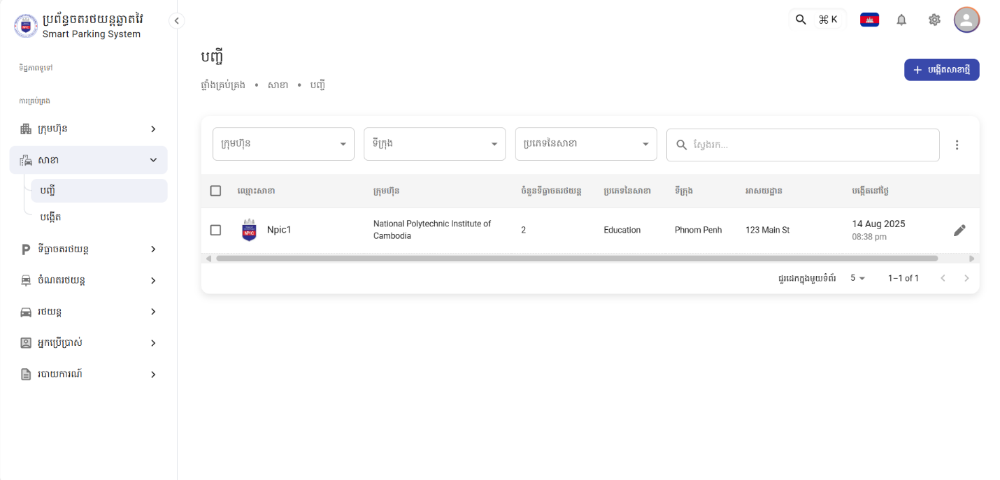 ប្រព័ន្ធចតរថយន្តឆ្លាតវៃ
Smart Parking System
ទិដ្ឋភាពទូទៅ
ការគ្រប់គ្រង
ក្រុមហ៊ុន
សាខា
បញ្ជី
បង្កើត
P ទីធ្លាចតរថយន្ត
ចំណតរថយន្ត
រថយន្ត
អ្នកប្រើប្រាស់
របាយការណ៍
⌘ K
បញ្ជី
ផ្ទាំងគ្រប់គ្រង • សាខា • បញ្ជី
+ បង្កើតសាខាថ្មី
ក្រុមហ៊ុន ទីក្រុង ប្រភេទនៃសាខា ស្វែងរក...
ឈ្មោះសាខា ក្រុមហ៊ុន ចំនួនទីធ្លាចតរថយន្ត ប្រភេទនៃសាខា ទីក្រុង អាសយដ្ឋាន បង្កើតនៅថ្ងៃ
NPIC Npic1 National Polytechnic Institute of Cambodia 2 Education Phnom Penh 123 Main St 14 Aug 2025 08:38 pm
ជួរដេកក្នុងមួយទំព័រ 5 1–1 of 1